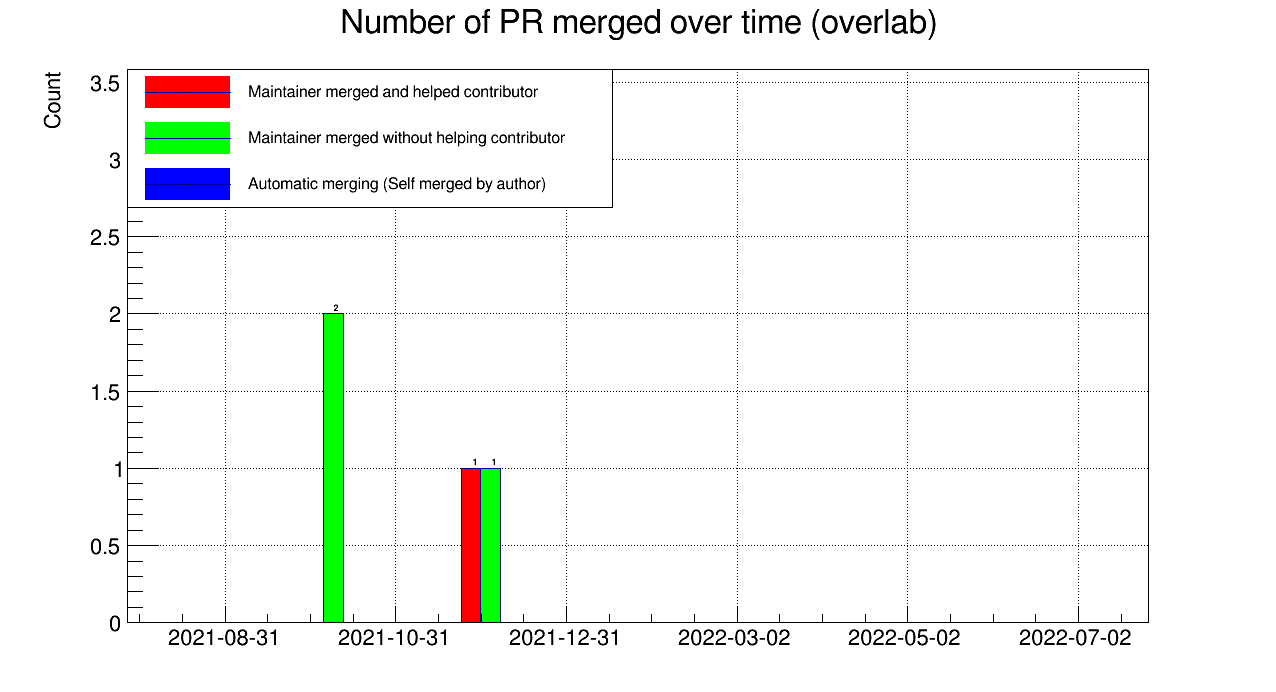 Number of PR merged over time (overlab)
Count
3.5
3
2.5
2
1.5
1
0.5
0
Maintainer merged and helped contributor
Maintainer merged without helping contributor
Automatic merging (Self merged by author)
2
1 1
2021-08-31 2021-10-31 2021-12-31 2022-03-02 2022-05-02 2022-07-02